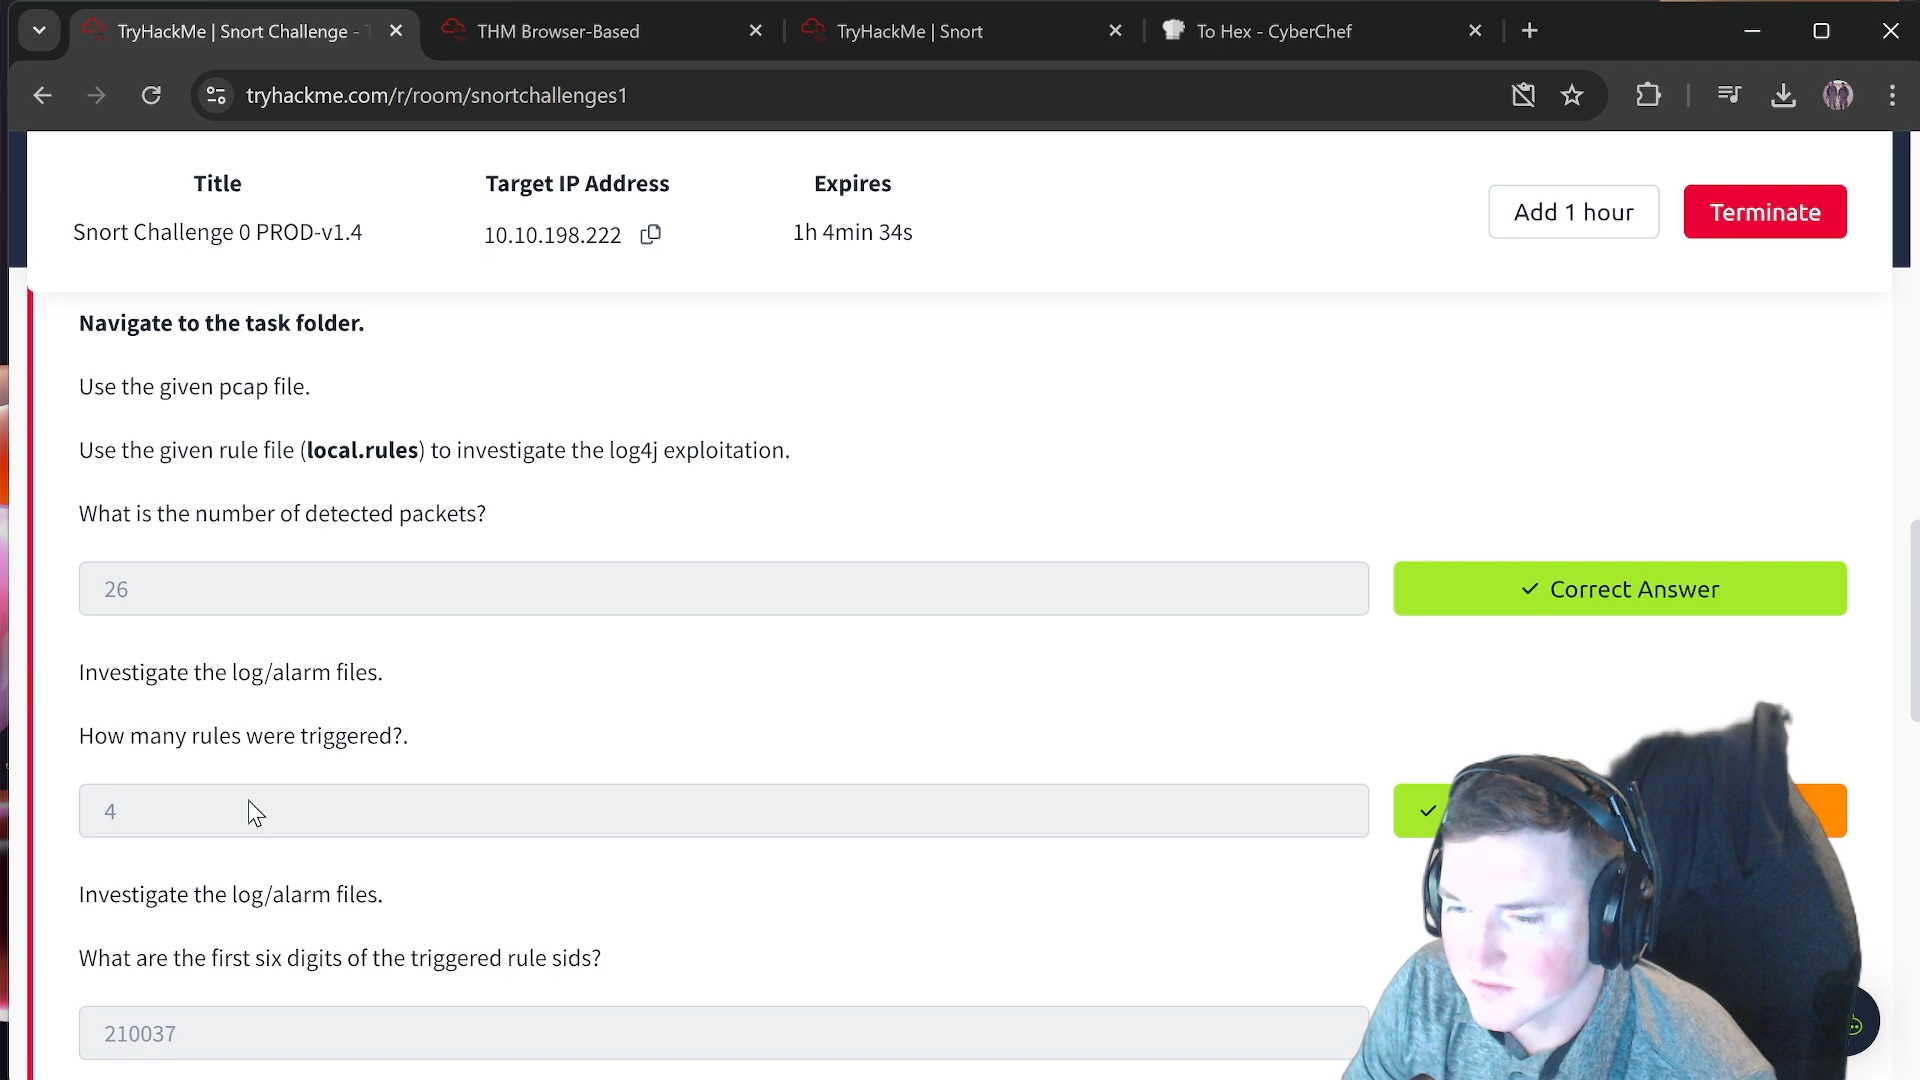 TryHackMe | Snort Challenge -
THM Browser-Based
TryHackMe | Snort
To Hex - CyberChef
tryhackme.com/r/room/snortchallenges1
Title
Target IP Address
Expires
Snort Challenge 0 PROD-v1.4
10.10.198.222
1h 4min 34s
Add 1 hour
Terminate
Navigate to the task folder.
Use the given pcap file.
Use the given rule file (local.rules) to investigate the log4j exploitation.
What is the number of detected packets?
26
✓ Correct Answer
Investigate the log/alarm files.
How many rules were triggered?.
4
✓
Investigate the log/alarm files.
What are the first six digits of the triggered rule sids?
210037